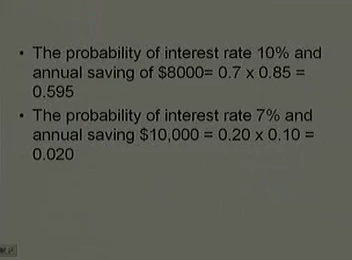 • The probability of interest rate 10% and
annual saving of $8000= 0.7 x 0.85 =
0.595
• The probability of interest rate 7% and
annual saving $10,000 = 0.20 x 0.10 =
0.020